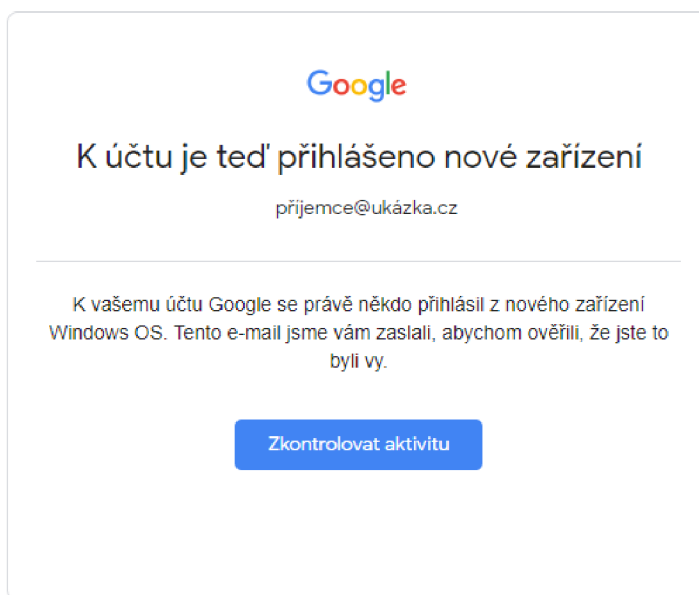 Google
K účtu je teď přihlášeno nové zařízení
příjemce@ukázka.cz
K vašemu účtu Google se právě někdo přihlásil z nového zařízení
Windows OS. Tento e-mail jsme vám zaslali, abychom ověřili, že jste to
byli vy.
Zkontrolovat aktivitu